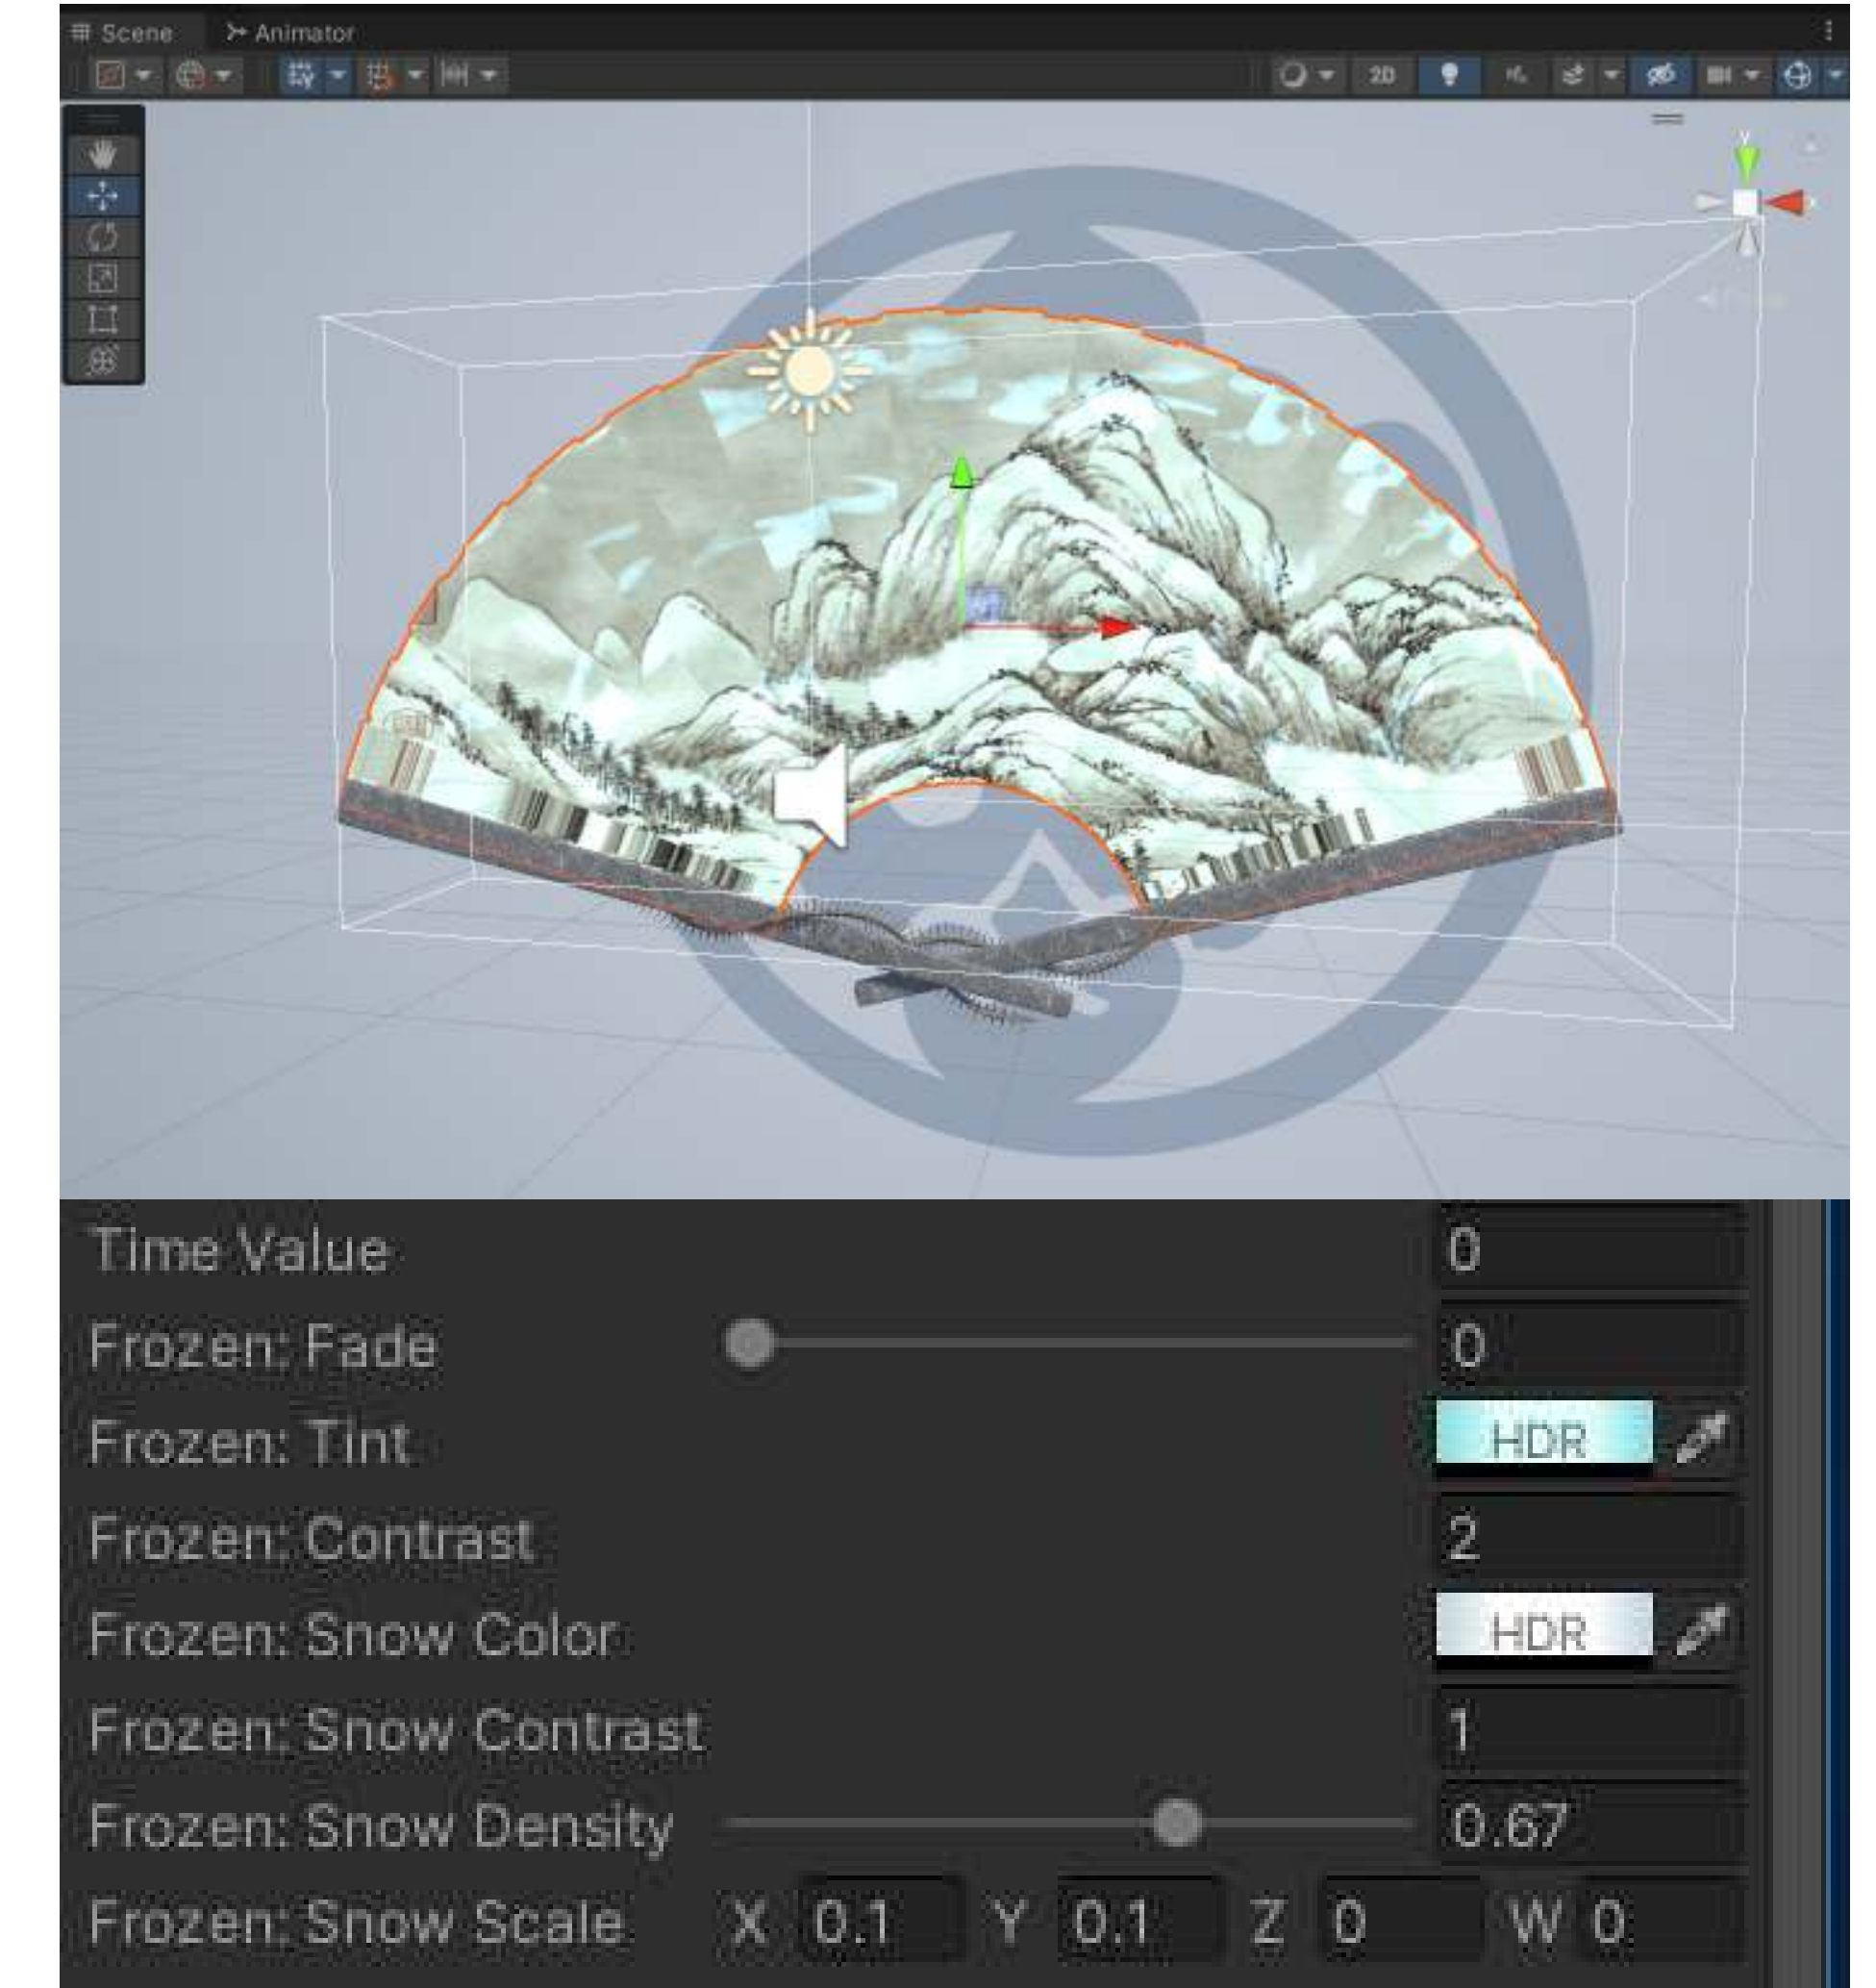 Scene Animator
2D
y
x
Time Value 0
Frozen: Fade 0
Frozen: Tint HDR
Frozen: Contrast 2
Frozen: Snow Color HDR
Frozen: Snow Contrast 1
Frozen: Snow Density 0.67
Frozen: Snow Scale X 0.1 Y 0.1 Z 0 W 0